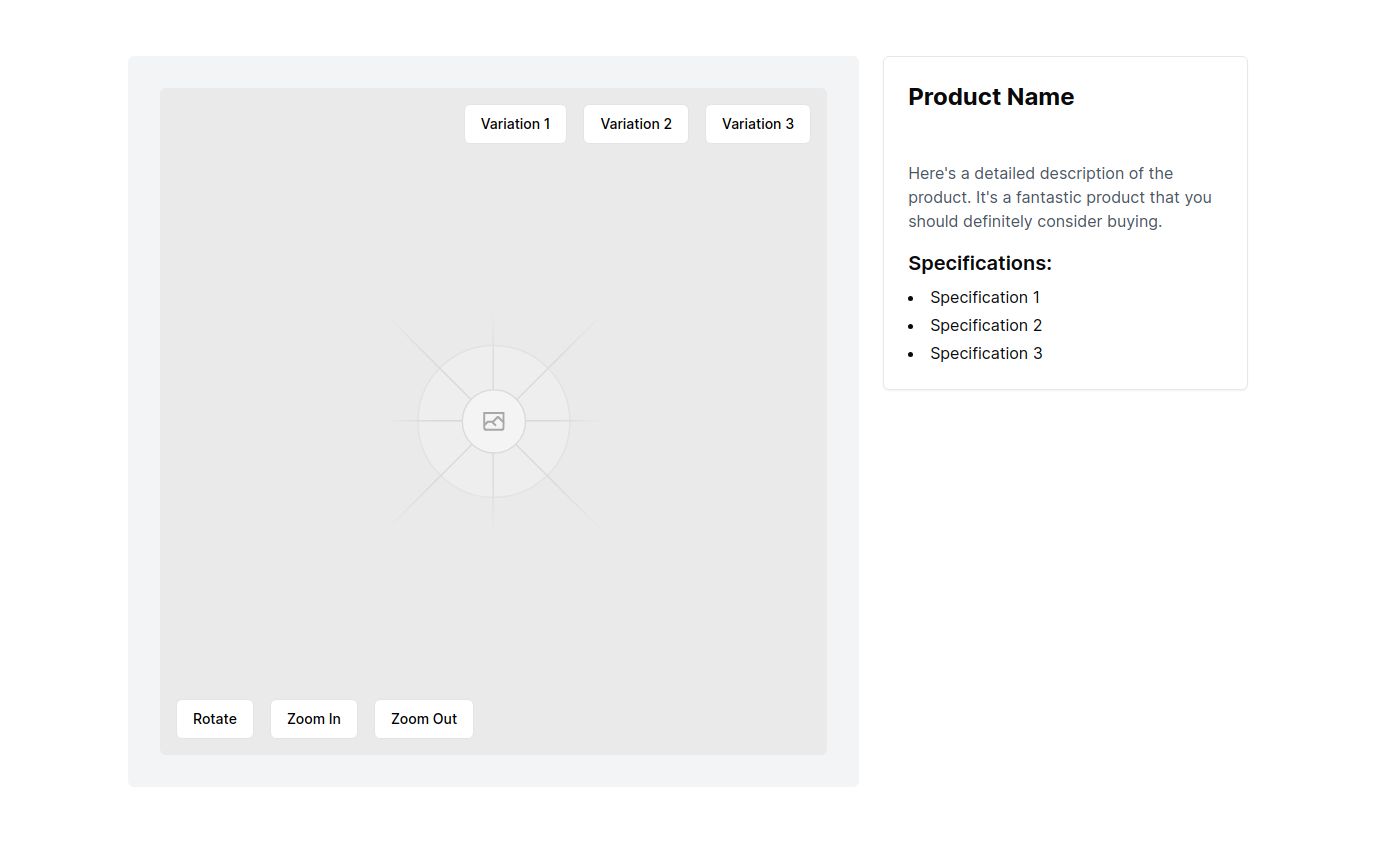 Variation 1
Variation 2
Variation 3
Rotate
Zoom In
Zoom Out
Product Name
Here's a detailed description of the
product. It's a fantastic product that you
should definitely consider buying.
Specifications:
Specification 1
Specification 2
Specification 3